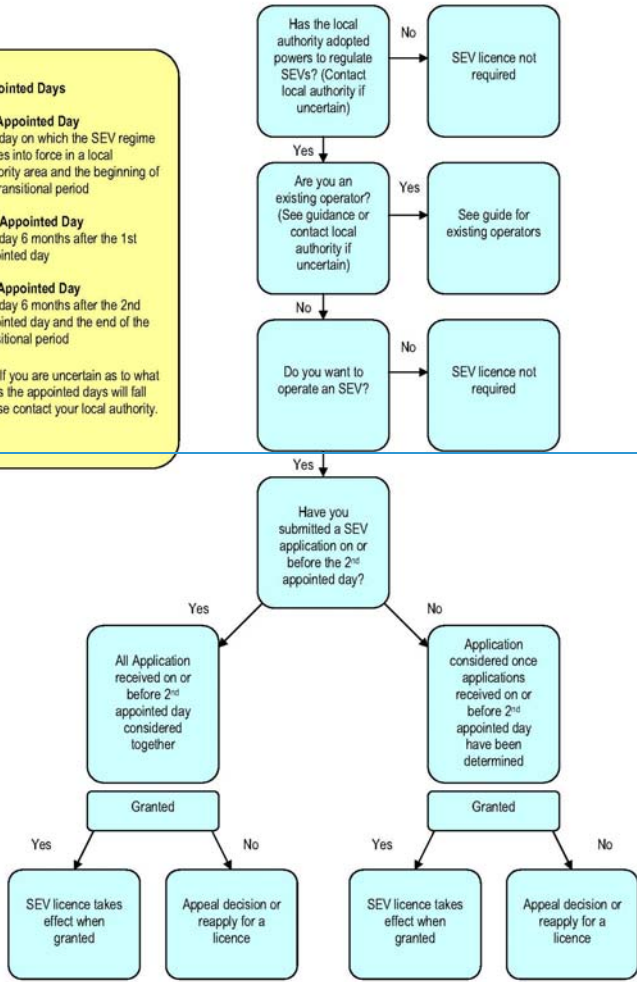 ointed Days
Appointed Day
day on which the SEV regime
es into force in a local
ority area and the beginning of
ransitional period
Appointed Day
day 6 months after the 1st
inted day
Appointed Day
day 6 months after the 2nd
inted day and the end of the
sitional period
If you are uncertain as to what
s the appointed days will fall
se contact your local authority.
Has the local
authority adopted
powers to regulate
SEVs? (Contact
local authority if
uncertain)
No
SEV licence not
required
Yes
Are you an
existing operator?
(See guidance or
contact local
authority if
uncertain)
Yes
See guide for
existing operators
No
Do you want to
operate an SEV?
No
SEV licence not
required
Yes
Have you
submitted a SEV
application on or
before the 2nd
appointed day?
Yes
No
All Application
received on or
before 2nd
appointed day
considered
together
Application
considered once
applications
received on or
before 2nd
appointed day
have been
determined
Granted
Granted
Yes
No
Yes
No
SEV licence takes
effect when
granted
Appeal decision or
reapply for a
licence
SEV licence takes
effect when
granted
Appeal decision or
reapply for a
licence